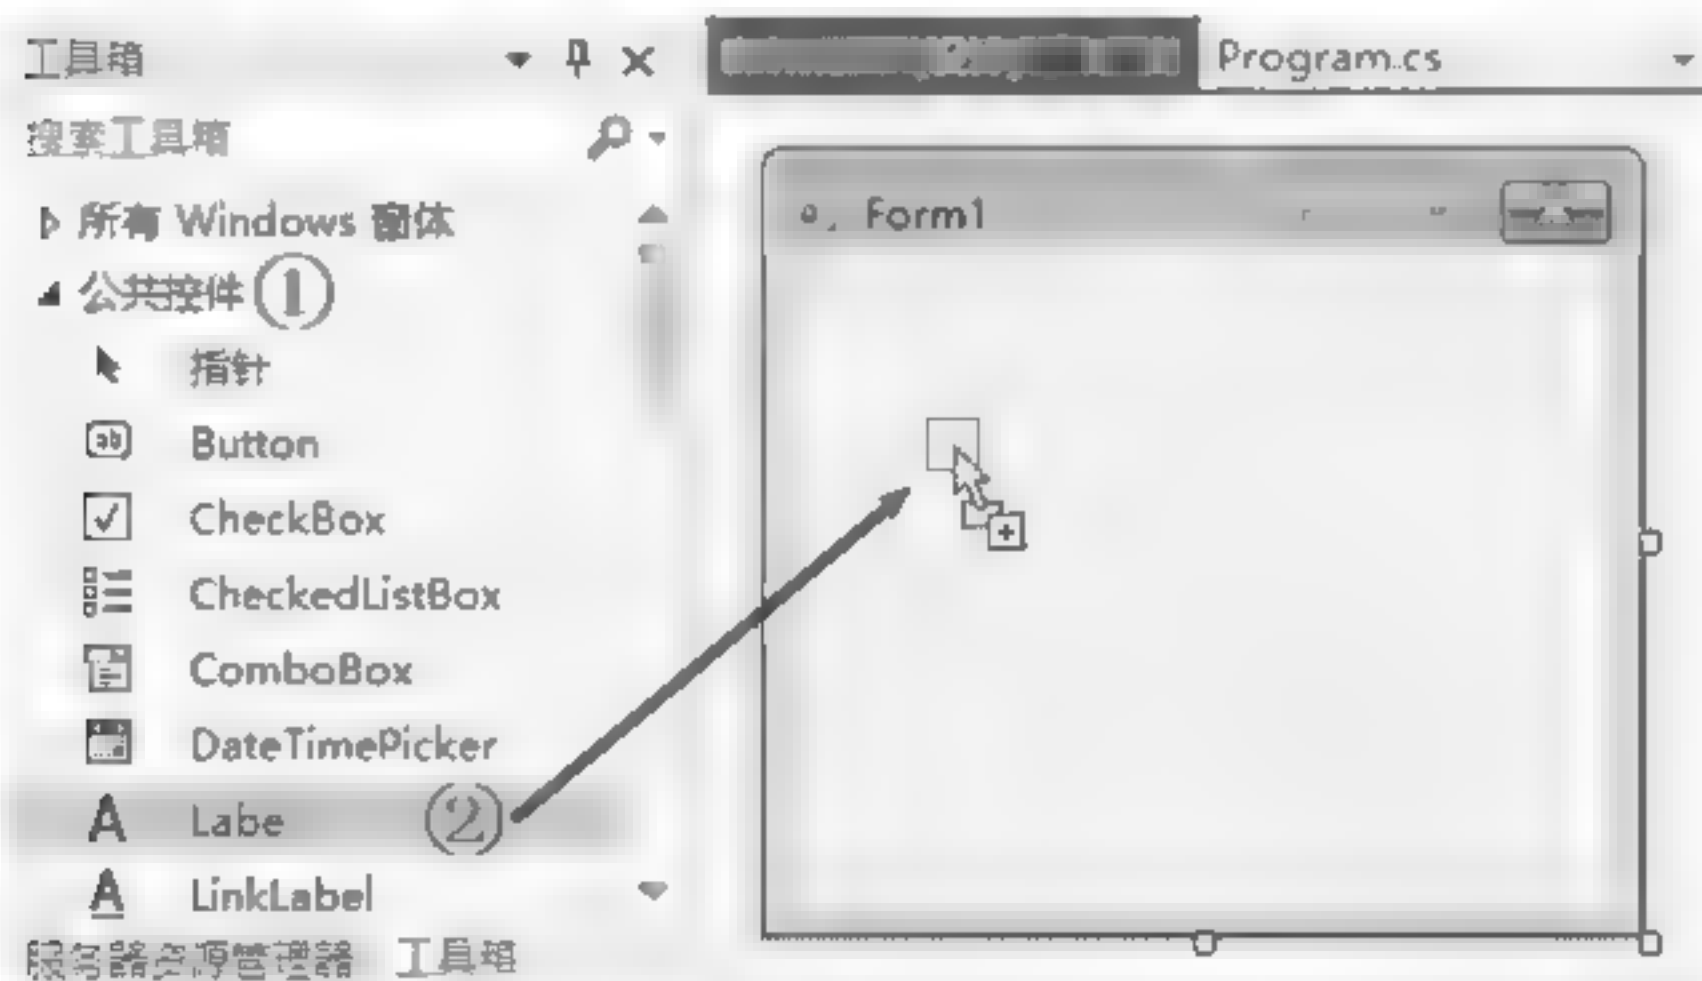 工具箱
搜索工具箱
所有 Windows 窗体
公共控件 ①
指针
Button
CheckBox
CheckedListBox
ComboBox
DateTimePicker
Labe ②
LinkLabel
工具箱
Program.cs
Form1